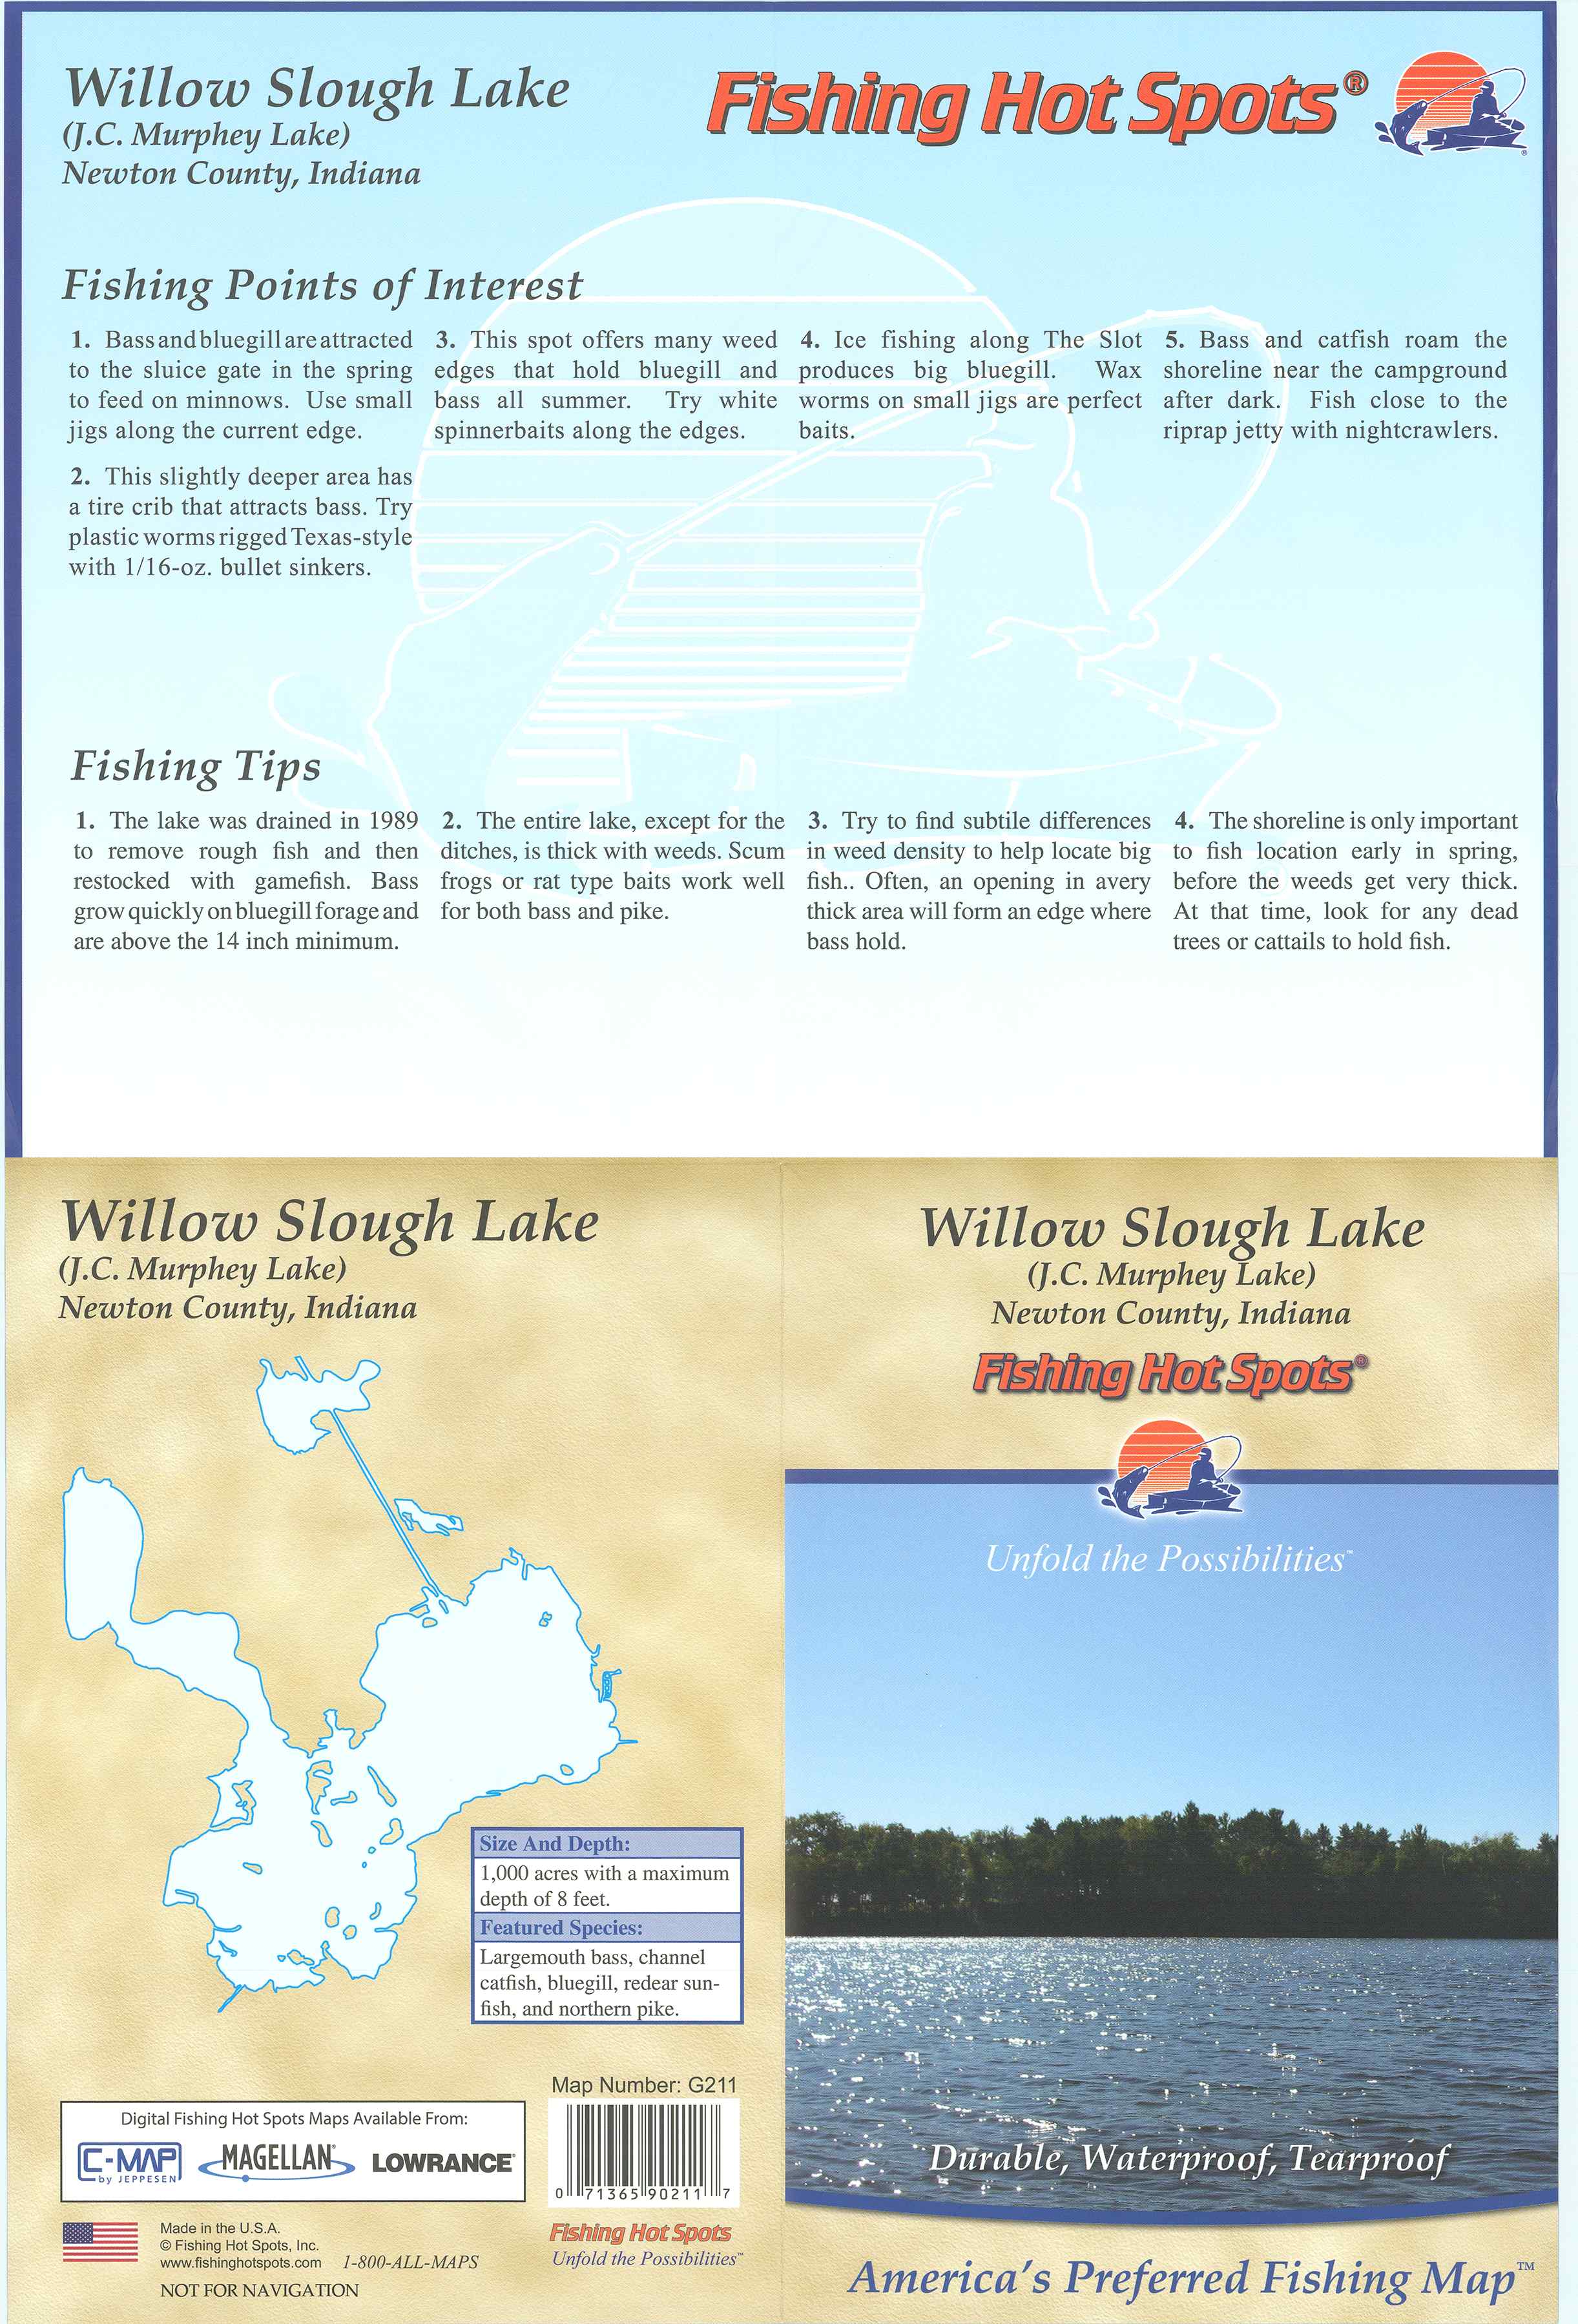 Willow Slough Lake
(J.C. Murphey Lake)
Newton County, Indiana
Fishing Hot Spots®
Fishing Points of Interest
1. Bass and bluegill are attracted
to the sluice gate in the spring
to feed on minnows. Use small
jigs along the current edge.
2. This slightly deeper area has
a tire crib that attracts bass. Try
plastic worms rigged Texas-style
with 1/16-oz. bullet sinkers.
3. This spot offers many weed
edges that hold bluegill and
bass all summer. Try white
spinnerbaits along the edges.
4. Ice fishing along The Slot
produces big bluegill. Wax
worms on small jigs are perfect
baits.
5. Bass and catfish roam the
shoreline near the campground
after dark. Fish close to the
riprap jetty with nightcrawlers.
Fishing Tips
1. The lake was drained in 1989
to remove rough fish and then
restocked with gamefish. Bass
grow quickly on bluegill forage and
are above the 14 inch minimum.
2. The entire lake, except for the
ditches, is thick with weeds. Scum
frogs or rat type baits work well
for both bass and pike.
3. Try to find subtile differences
in weed density to help locate big
fish.. Often, an opening in avery
thick area will form an edge where
bass hold.
4. The shoreline is only important
to fish location early in spring,
before the weeds get very thick.
At that time, look for any dead
trees or cattails to hold fish.
Willow Slough Lake
(J.C. Murphey Lake)
Newton County, Indiana
Size And Depth:
1,000 acres with a maximum
depth of 8 feet.
Featured Species:
Largemouth bass, channel
catfish, bluegill, redear sun-
fish, and northern pike.
Map Number: G211
0 71365 90211 7
Digital Fishing Hot Spots Maps Available From:
C-MAP by JEPPESEN
MAGELLAN®
LOWRANCE®
Made in the U.S.A.
© Fishing Hot Spots, Inc.
www.fishinghotspots.com 1-800-ALL-MAPS
NOT FOR NAVIGATION
Fishing Hot Spots
Unfold the Possibilities™
Willow Slough Lake
(J.C. Murphey Lake)
Newton County, Indiana
Fishing Hot Spots®
Unfold the Possibilities™
Durable, Waterproof, Tearproof
America's Preferred Fishing Map™